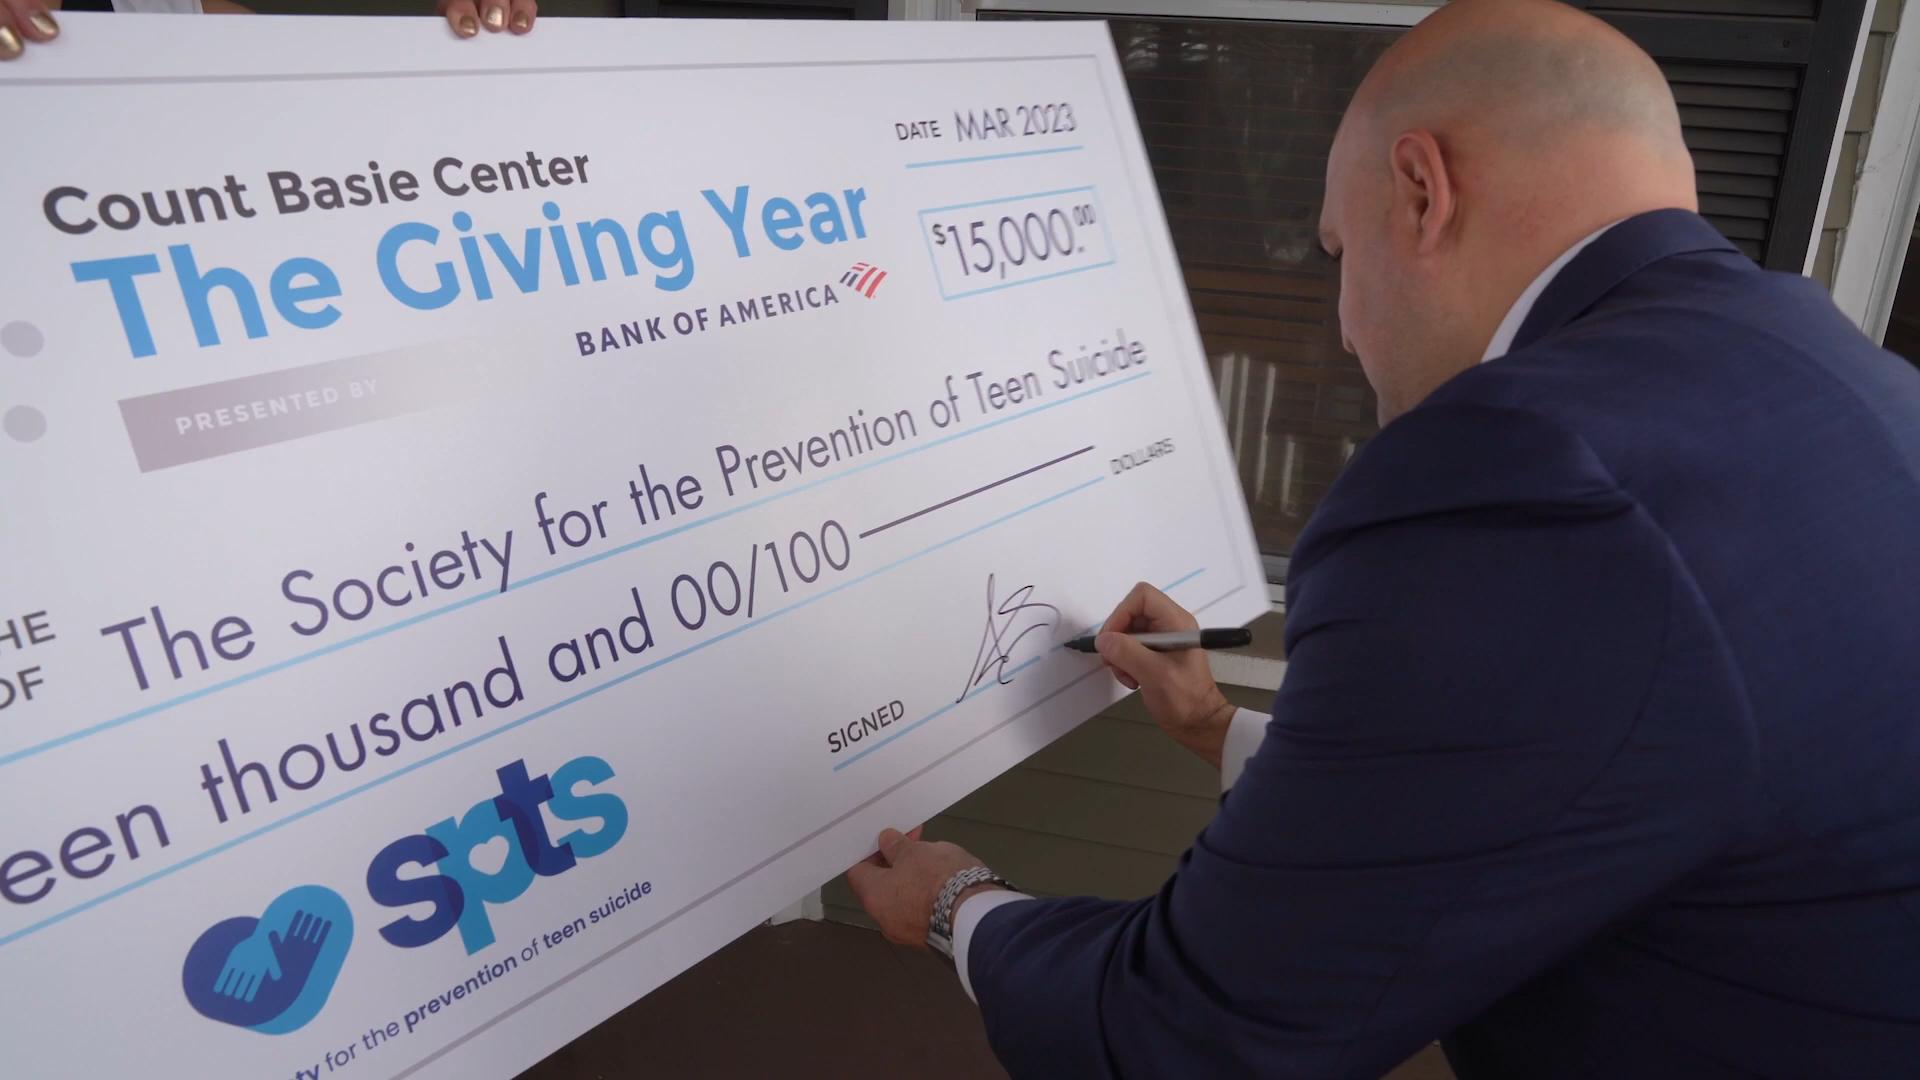 DATE MAR 2023
Count Basie Center
The Giving Year
$15,000.00
BANK OF AMERICA
PRESENTED BY
HE
OF
The Society for the Prevention of Teen Suicide
een thousand and 00/100
DOLLARS
SIGNED
spts
ty for the prevention of teen suicide